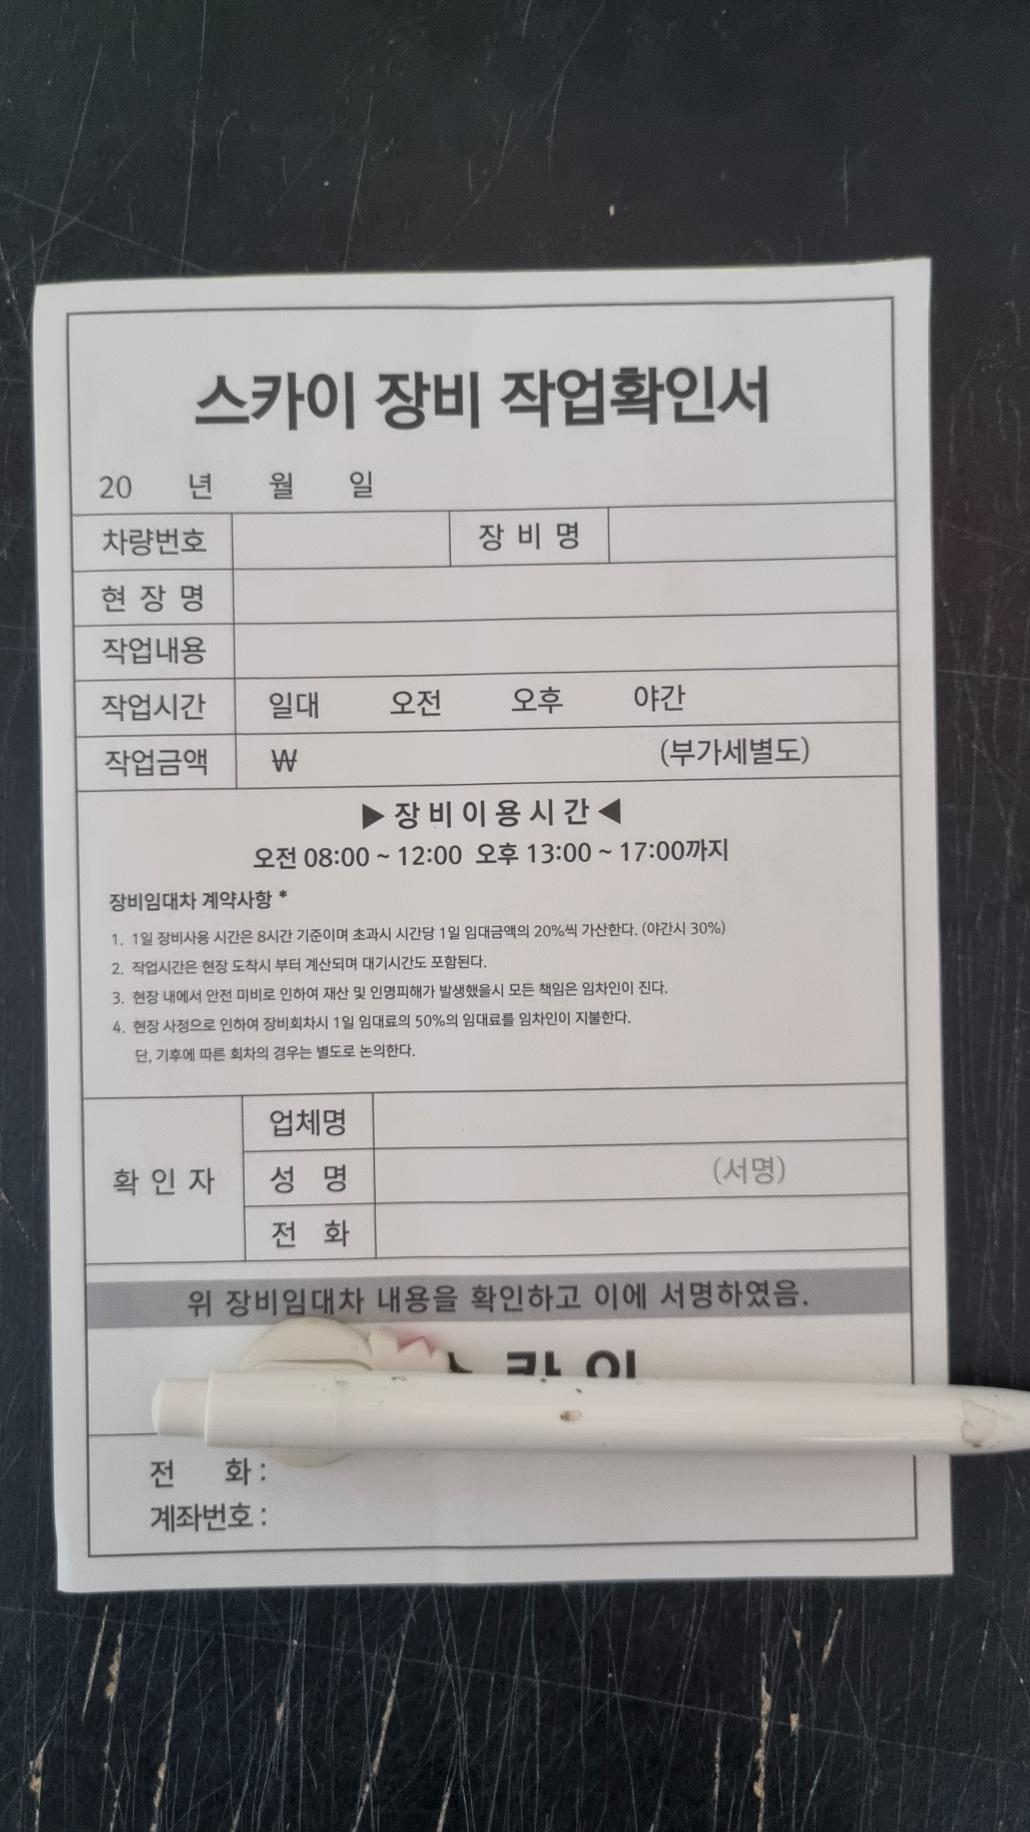 스카이 장비 작업확인서
20 년 월 일
차량번호 장비명
현장명
작업내용
작업시간 일대 오전 오후 야간
작업금액 ₩ (부가세별도)
▶ 장비이용시간 ◀
오전 08:00 ~ 12:00 오후 13:00 ~ 17:00까지
장비임대차 계약사항 *
1. 1일 장비사용 시간은 8시간 기준이며 초과시 시간당 1일 임대금액의 20%씩 가산한다. (야간시 30%)
2. 작업시간은 현장 도착시 부터 계산되며 대기시간도 포함된다.
3. 현장 내에서 안전 미비로 인하여 재산 및 인명피해가 발생했을시 모든 책임은 임차인이 진다.
4. 현장 사정으로 인하여 장비회차시 1일 임대료의 50%의 임대료를 임차인이 지불한다.
단, 기후에 따른 회차의 경우는 별도로 논의한다.
확인자
업체명
성 명 (서명)
전 화
위 장비임대차 내용을 확인하고 이에 서명하였음.
전 화 :
계좌번호 :